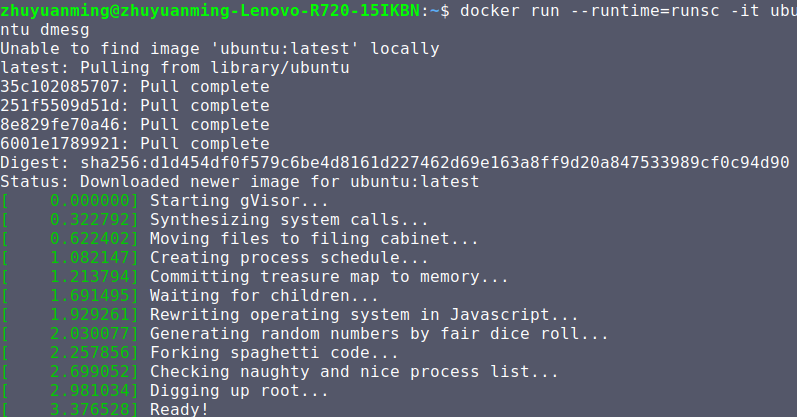 zhuyuanming@zhuyuanming-Lenovo-R720-15IKBN:~$ docker run --runtime=runsc -it ubu
ntu dmesg
Unable to find image 'ubuntu:latest' locally
latest: Pulling from library/ubuntu
35c102085707: Pull complete
251f5509d51d: Pull complete
8e829fe70a46: Pull complete
6001e1789921: Pull complete
Digest: sha256:d1d454df0f579c6be4d8161d227462d69e163a8ff9d20a847533989cf0c94d90
Status: Downloaded newer image for ubuntu:latest
[    0.000000] Starting gVisor...
[    0.322792] Synthesizing system calls...
[    0.622402] Moving files to filing cabinet...
[    1.082147] Creating process schedule...
[    1.213794] Committing treasure map to memory...
[    1.691495] Waiting for children...
[    1.929261] Rewriting operating system in Javascript...
[    2.030077] Generating random numbers by fair dice roll...
[    2.257856] Forking spaghetti code...
[    2.699052] Checking naughty and nice process list...
[    2.981034] Digging up root...
[    3.376528] Ready!